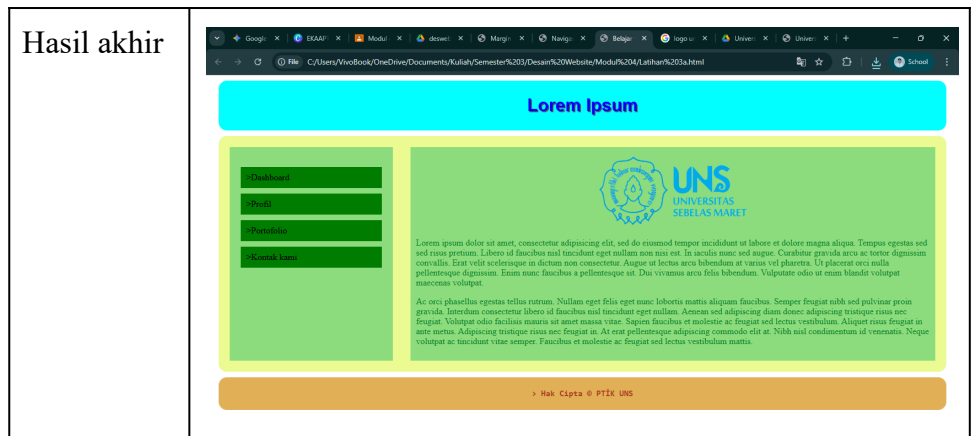 Hasil akhir
Google
EKAAP
Modul
deswel
Margin
Naviga
Belajar
logo un
Univers
Univers
File C:/Users/VivoBook/OneDrive/Documents/Kuliah/Semester%203/Desain%20Website/Modul%204/Latihan%203a.html
School
Lorem Ipsum
>Dashboard
>Profil
>Portofolio
>Kontak kami
UNS
UNIVERSITAS
SEBELAS MARET
Lorem ipsum dolor sit amet, consectetur adipisicing elit, sed do eiusmod tempor incididunt ut labore et dolore magna aliqua. Tempus egestas sed
sed risus pretium. Libero id faucibus nisl tincidunt eget nullam non nisi est. In iaculis nunc sed augue. Curabitur gravida arcu ac tortor dignissim
convallis. Erat velit scelerisque in dictum non consectetur. Augue ut lectus arcu bibendum at varius vel pharetra. Ut placerat orci nulla
pellentesque dignissim. Enim nunc faucibus a pellentesque sit. Dui vivamus arcu felis bibendum. Vulputate odio ut enim blandit volutpat
maecenas volutpat.
Ac orci phasellus egestas tellus rutrum. Nullam eget felis eget nunc lobortis mattis aliquam faucibus. Semper feugiat nibh sed pulvinar proin
gravida. Interdum consectetur libero id faucibus nisl tincidunt eget nullam. Aenean sed adipiscing diam donec adipiscing tristique risus nec
feugiat. Volutpat odio facilisis mauris sit amet massa vitae. Sapien faucibus et molestie ac feugiat sed lectus vestibulum. Aliquet risus feugiat in
ante metus. Adipiscing tristique risus nec feugiat in. At erat pellentesque adipiscing commodo elit at. Nibh nisl condimentum id venenatis. Neque
volutpat ac tincidunt vitae semper. Faucibus et molestie ac feugiat sed lectus vestibulum mattis.
> Hak Cipta © PTİK UNS